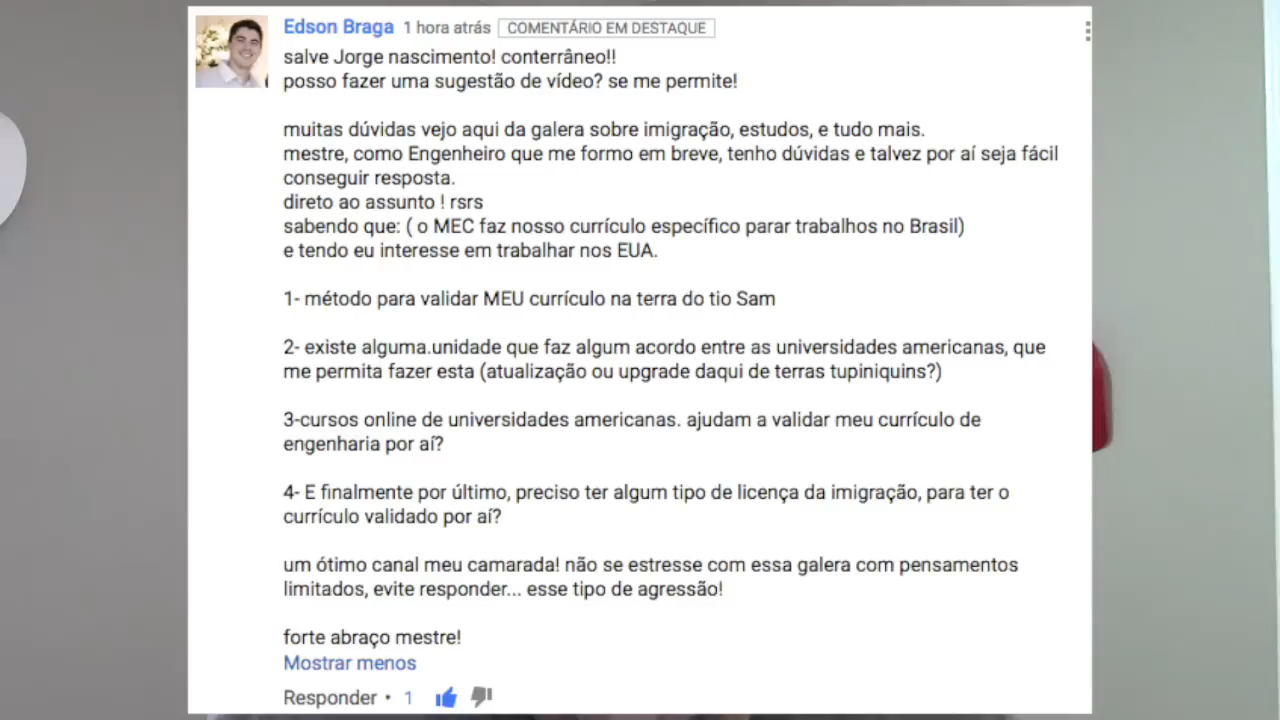 Edson Braga 1 hora atrás COMENTÁRIO EM DESTAQUE
salve Jorge nascimento! conterrâneo!!
posso fazer uma sugestão de vídeo? se me permite!
muitas dúvidas vejo aqui da galera sobre imigração, estudos, e tudo mais.
mestre, como Engenheiro que me formo em breve, tenho dúvidas e talvez por aí seja fácil
conseguir resposta.
direto ao assunto ! rsrs
sabendo que: ( o MEC faz nosso currículo específico parar trabalhos no Brasil)
e tendo eu interesse em trabalhar nos EUA.
1- método para validar MEU currículo na terra do tio Sam
2- existe alguma.unidade que faz algum acordo entre as universidades americanas, que
me permita fazer esta (atualização ou upgrade daqui de terras tupiniquins?)
3-cursos online de universidades americanas. ajudam a validar meu currículo de
engenharia por aí?
4- E finalmente por último, preciso ter algum tipo de licença da imigração, para ter o
currículo validado por aí?
um ótimo canal meu camarada! não se estresse com essa galera com pensamentos
limitados, evite responder... esse tipo de agressão!
forte abraço mestre!
Mostrar menos
Responder • 1